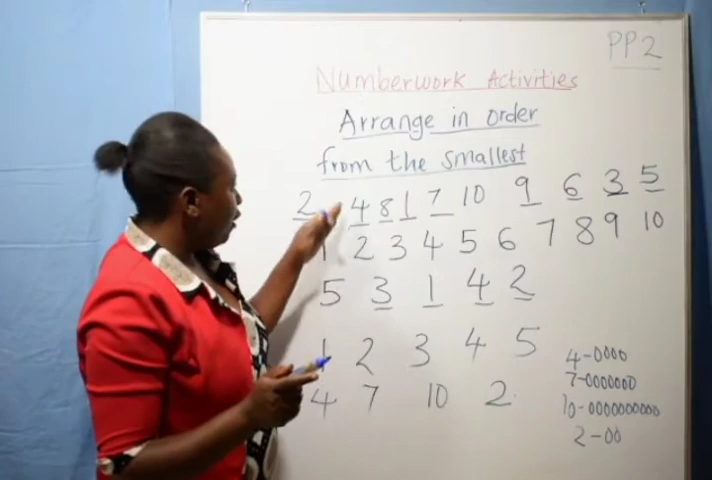 PP2
Numberwork Activities
Arrange in order
from the smallest
2 4 8 1 7 10 9 6 3 5
1 2 3 4 5 6 7 8 9 10
5 3 1 4 2
1 2 3 4 5
4 7 10 2
4-0000
7-0000000
10-0000000000
2-00